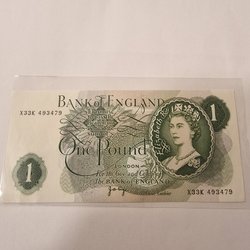 BANK OF ENGLAND
X33K 493479
One Pound
LONDON
For the Govr. and Compa. of
The BANK OF ENGLAND
1
1
X33K 493479